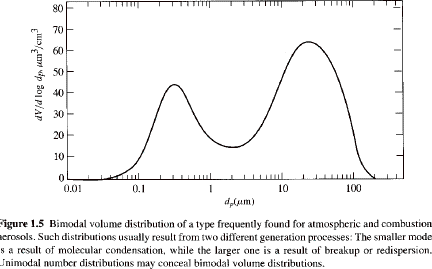 80
70
60
50
40
30
20
10
0
dV/d log dp, μm³/cm³
0.01 0.1 1 10 100
dp(μm)
Figure 1.5 Bimodal volume distribution of a type frequently found for atmospheric and combustion
aerosols. Such distributions usually result from two different generation processes: The smaller mode
is a result of molecular condensation, while the larger one is a result of breakup or redispersion.
Unimodal number distributions may conceal bimodal volume distributions.